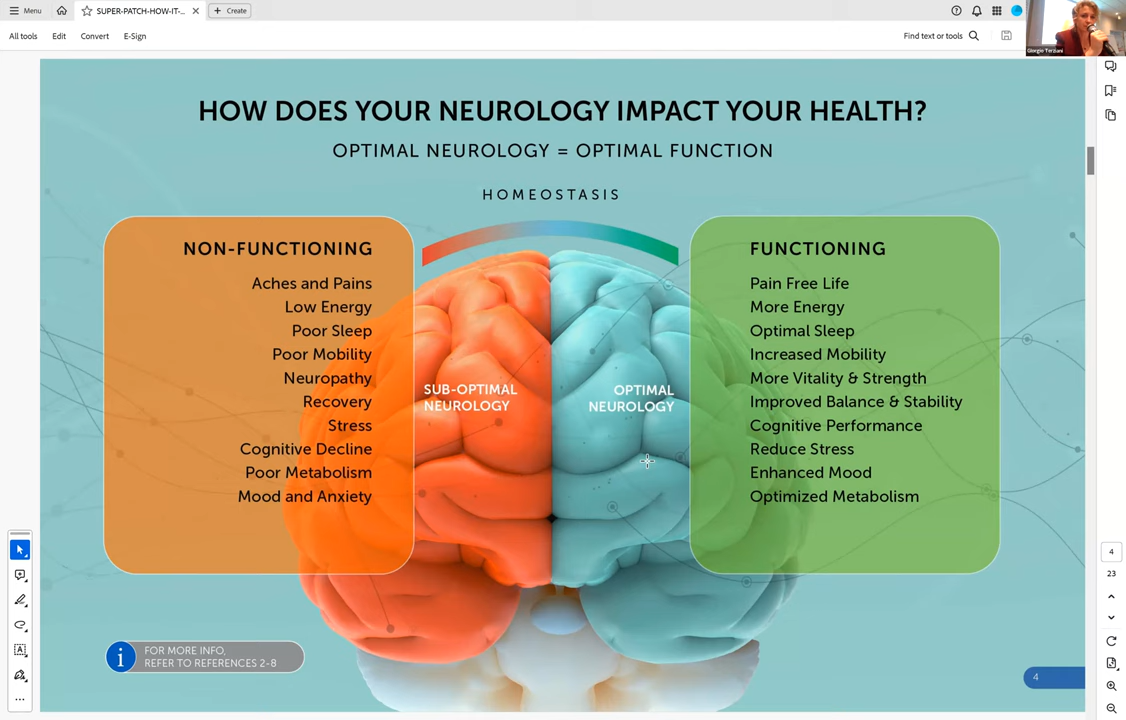 Menu
SUPER-PATCH-HOW-IT-...
Create
All tools
Edit
Convert
E-Sign
Find text or tools
Giorgio Terziani
HOW DOES YOUR NEUROLOGY IMPACT YOUR HEALTH?
OPTIMAL NEUROLOGY = OPTIMAL FUNCTION
HOMEOSTASIS
NON-FUNCTIONING
Aches and Pains
Low Energy
Poor Sleep
Poor Mobility
Neuropathy
Recovery
Stress
Cognitive Decline
Poor Metabolism
Mood and Anxiety
SUB-OPTIMAL
NEUROLOGY
OPTIMAL
NEUROLOGY
FUNCTIONING
Pain Free Life
More Energy
Optimal Sleep
Increased Mobility
More Vitality & Strength
Improved Balance & Stability
Cognitive Performance
Reduce Stress
Enhanced Mood
Optimized Metabolism
FOR MORE INFO,
REFER TO REFERENCES 2-8
4
4
23